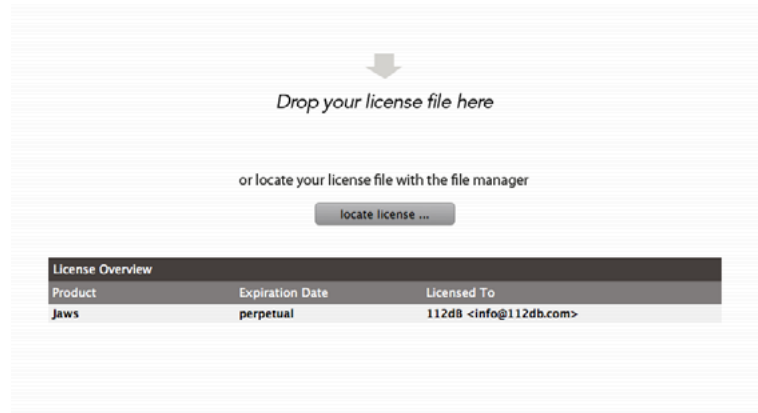 Drop your license file here
or locate your license file with the file manager
locate license ...
License Overview
Product Expiration Date Licensed To
Jaws perpetual 112dB <info@112db.com>